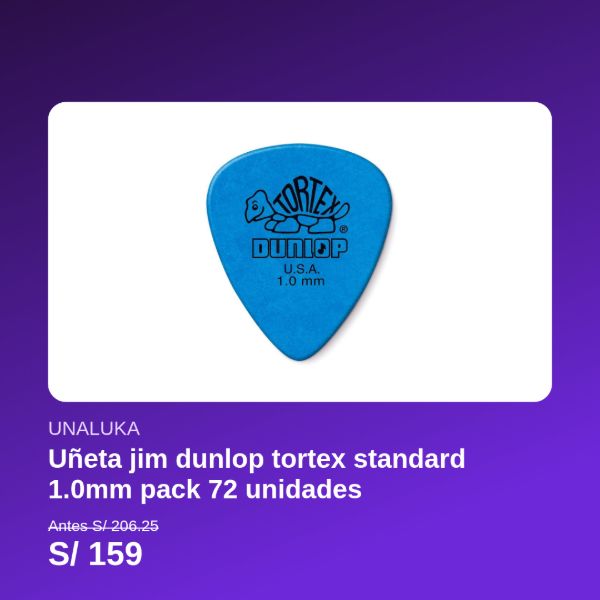 TORTEX
®
DUNLOP
U.S.A.
1.0 mm
UNALUKA
Uñeta jim dunlop tortex standard
1.0mm pack 72 unidades
Antes S/ 206.25
S/ 159